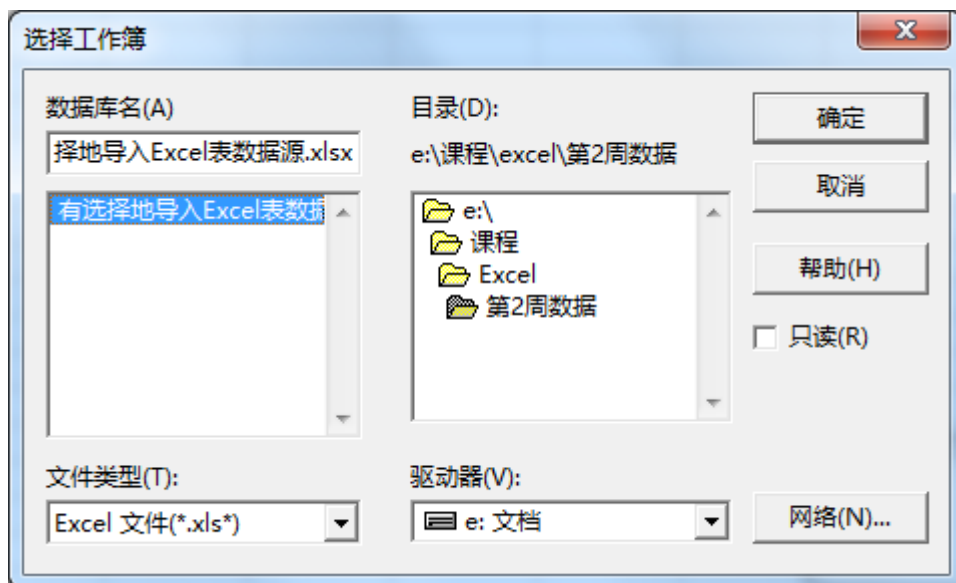 选择工作簿
数据库名(A)
择地导入Excel表数据源.xlsx
有选择地导入Excel表数据
文件类型(T):
Excel 文件(*.xls*)
目录(D):
e:\课程\excel\第2周数据
e:\
课程
Excel
第2周数据
驱动器(V):
e: 文档
确定
取消
帮助(H)
只读(R)
网络(N)...